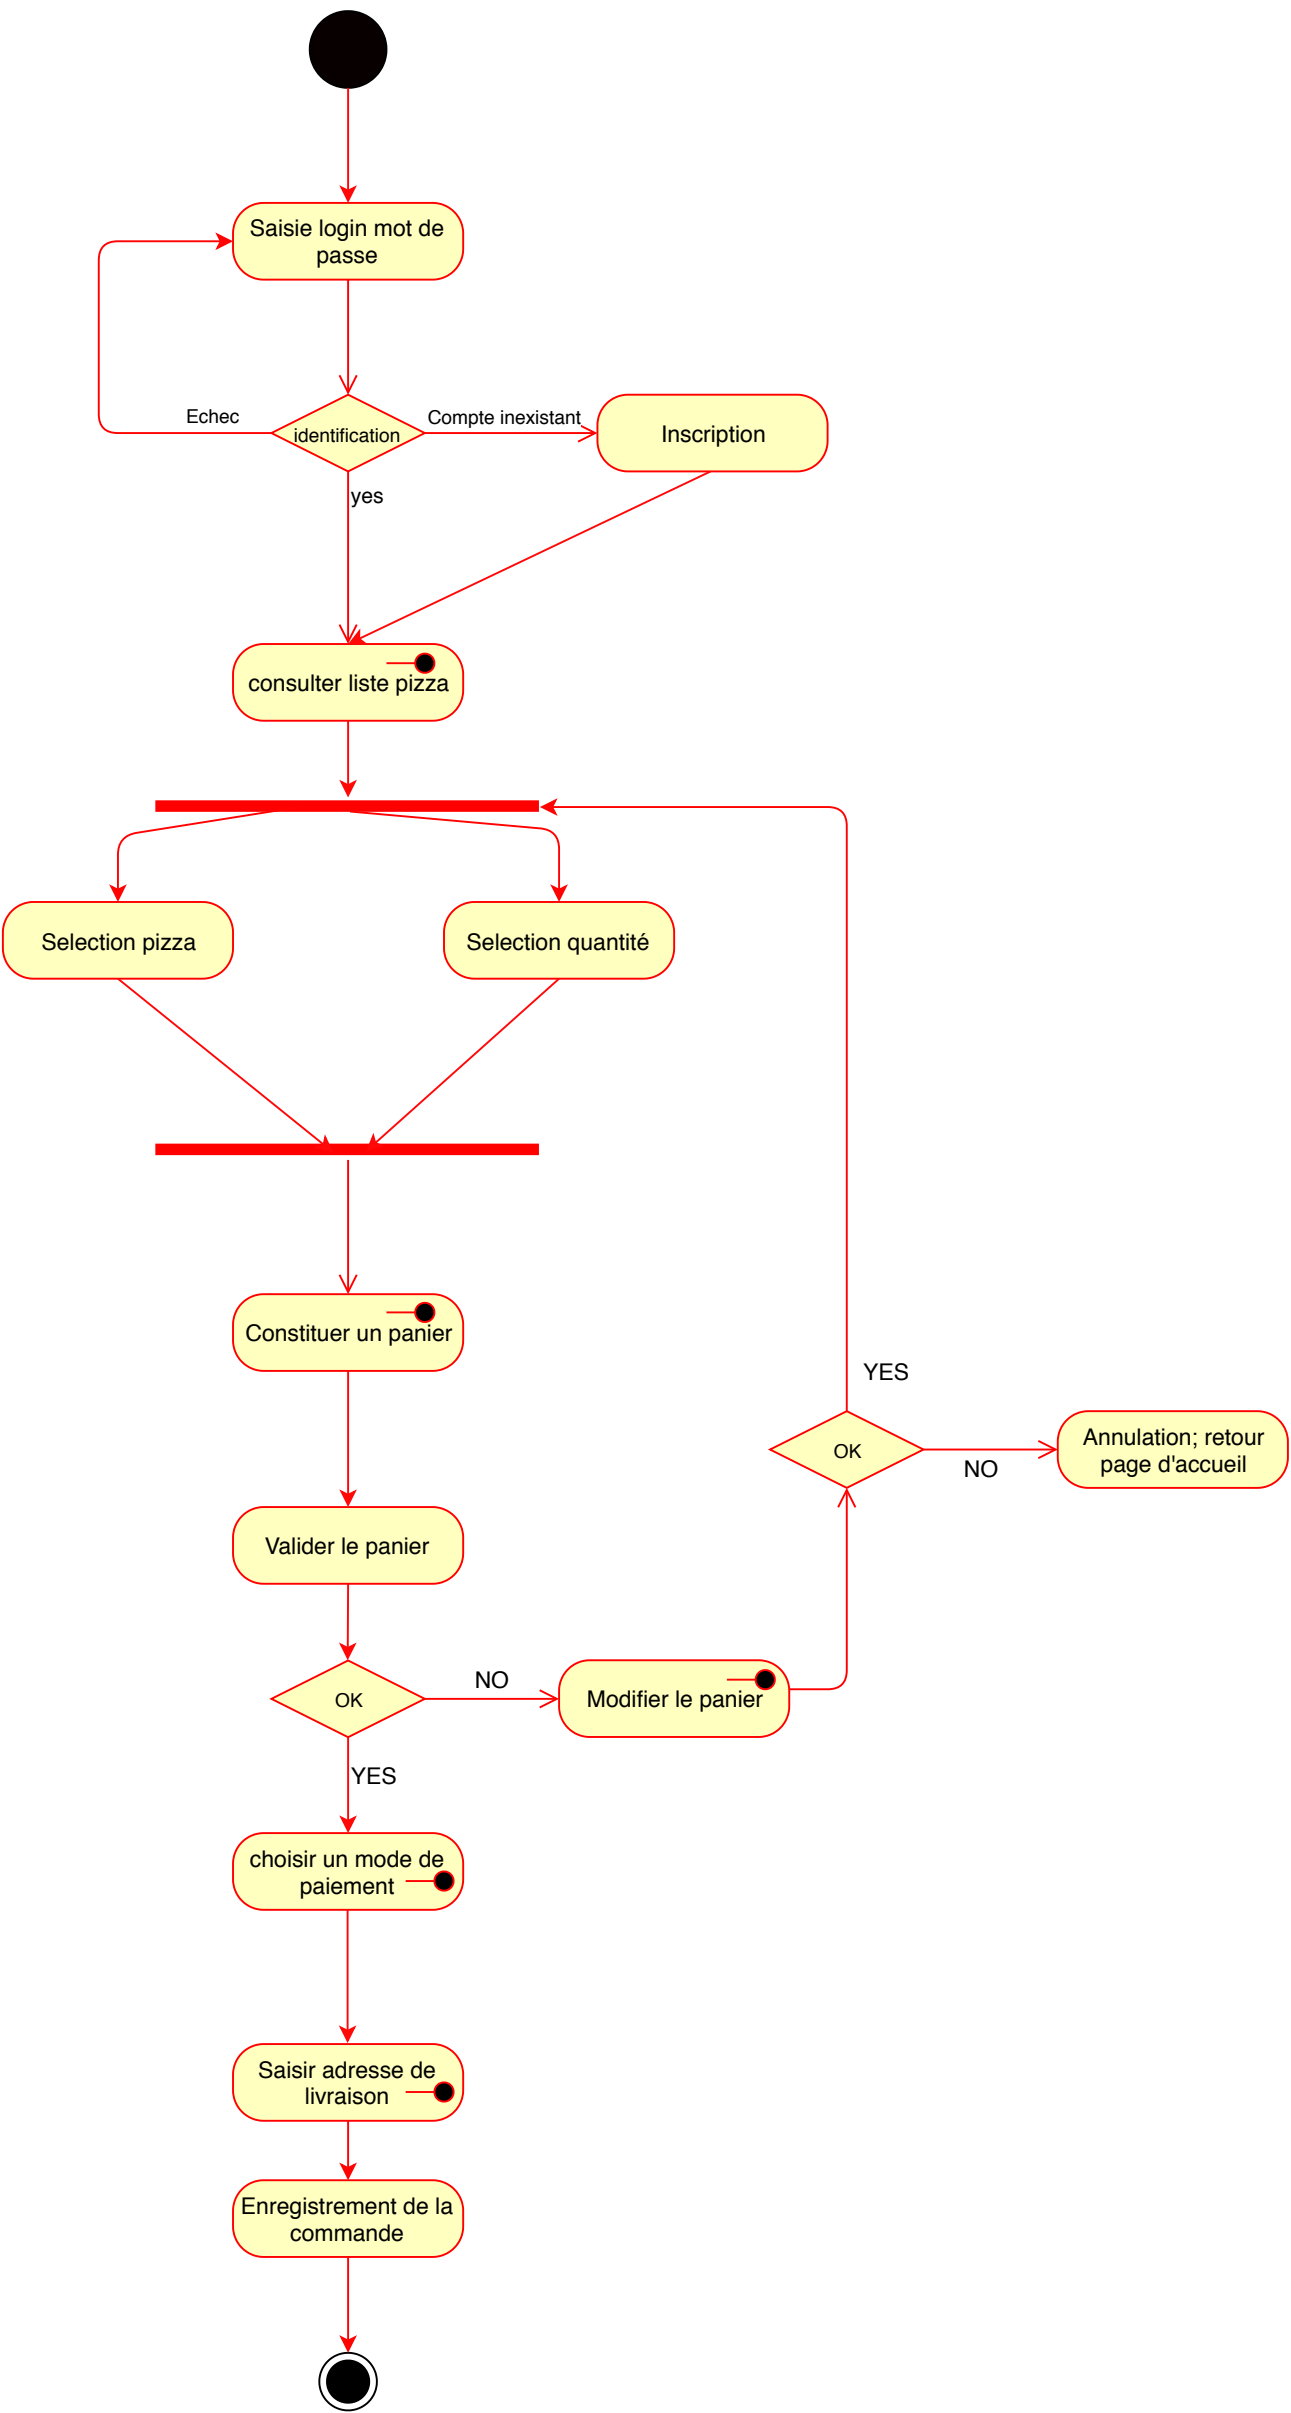 Saisie login mot de
passe
Echec
identification
Compte inexistant
Inscription
yes
consulter liste pizza
Selection pizza
Selection quantité
Constituer un panier
YES
OK
NO
Annulation; retour
page d'accueil
Valider le panier
OK
NO
Modifier le panier
YES
choisir un mode de
paiement
Saisir adresse de
livraison
Enregistrement de la
commande